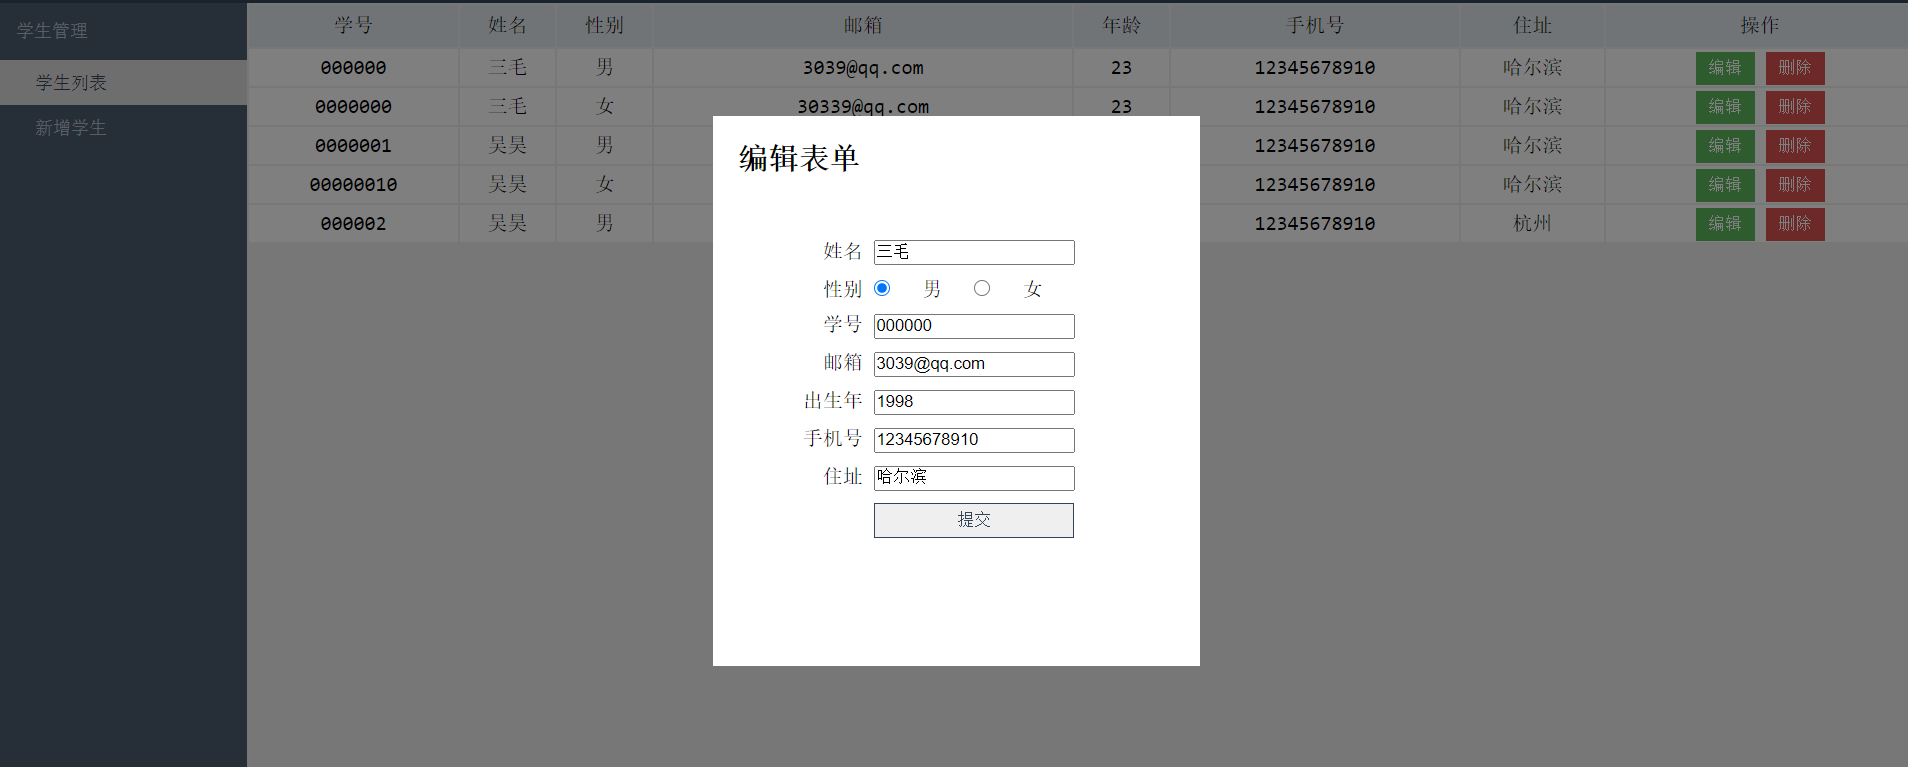 学生管理
学生列表
新增学生
学号 姓名 性别 邮箱 年龄 手机号 住址 操作
000000 三毛 男 3039@qq.com 23 12345678910 哈尔滨 编辑 删除
0000000 三毛 女 30339@qq.com 23 12345678910 哈尔滨 编辑 删除
0000001 吴昊 男 12345678910 哈尔滨 编辑 删除
00000010 吴昊 女 12345678910 哈尔滨 编辑 删除
000002 吴昊 男 12345678910 杭州 编辑 删除
编辑表单
姓名 三毛
性别 男 女
学号 000000
邮箱 3039@qq.com
出生年 1998
手机号 12345678910
住址 哈尔滨
提交